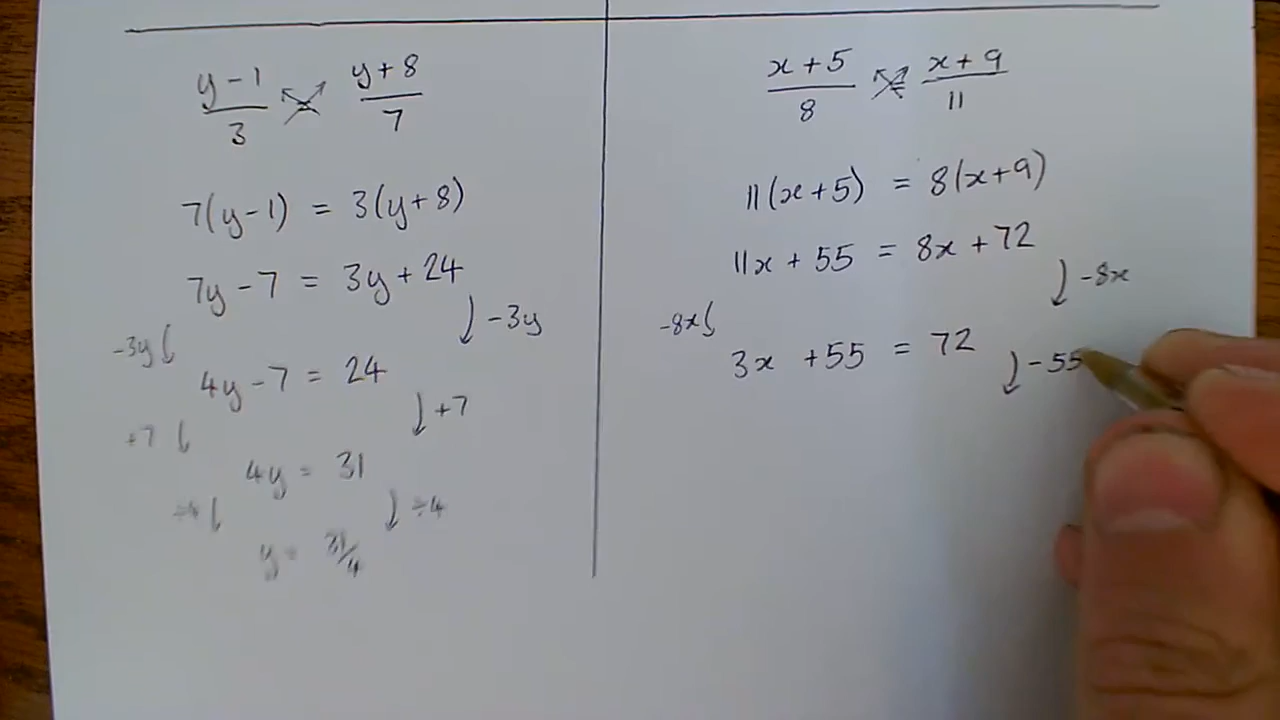 y - 1 / 3 = y + 8 / 7
7(y - 1) = 3(y + 8)
7y - 7 = 3y + 24
-3y -3y
4y - 7 = 24
+7 +7
4y = 31
÷4 ÷4
y = 31/4
x + 5 / 8 = x + 9 / 11
11(x + 5) = 8(x + 9)
11x + 55 = 8x + 72
-8x -8x
3x + 55 = 72
-55